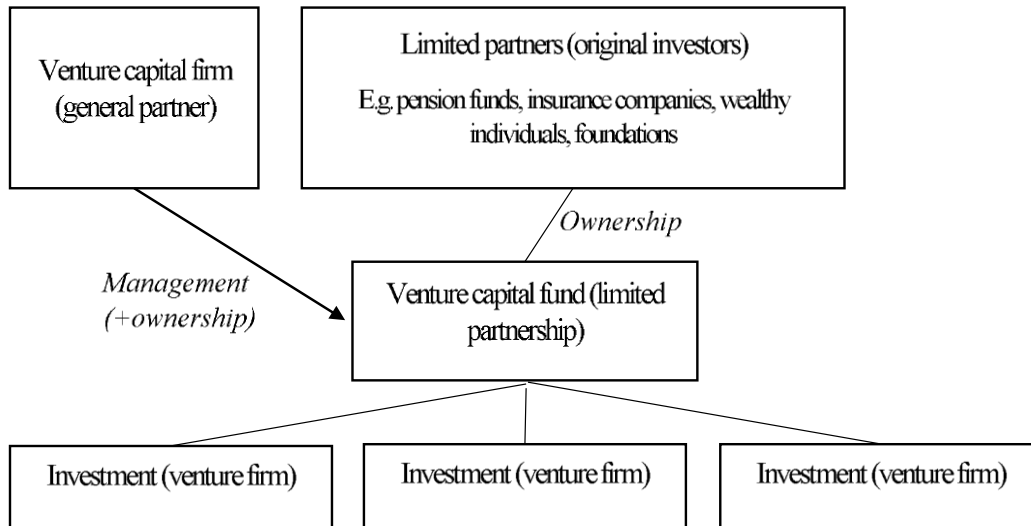 Venture capital firm
(general partner)
Limited partners (original investors)
E.g. pension funds, insurance companies, wealthy
individuals, foundations
Ownership
Management
(+ownership)
Venture capital fund (limited
partnership)
Investment (venture firm)
Investment (venture firm)
Investment (venture firm)